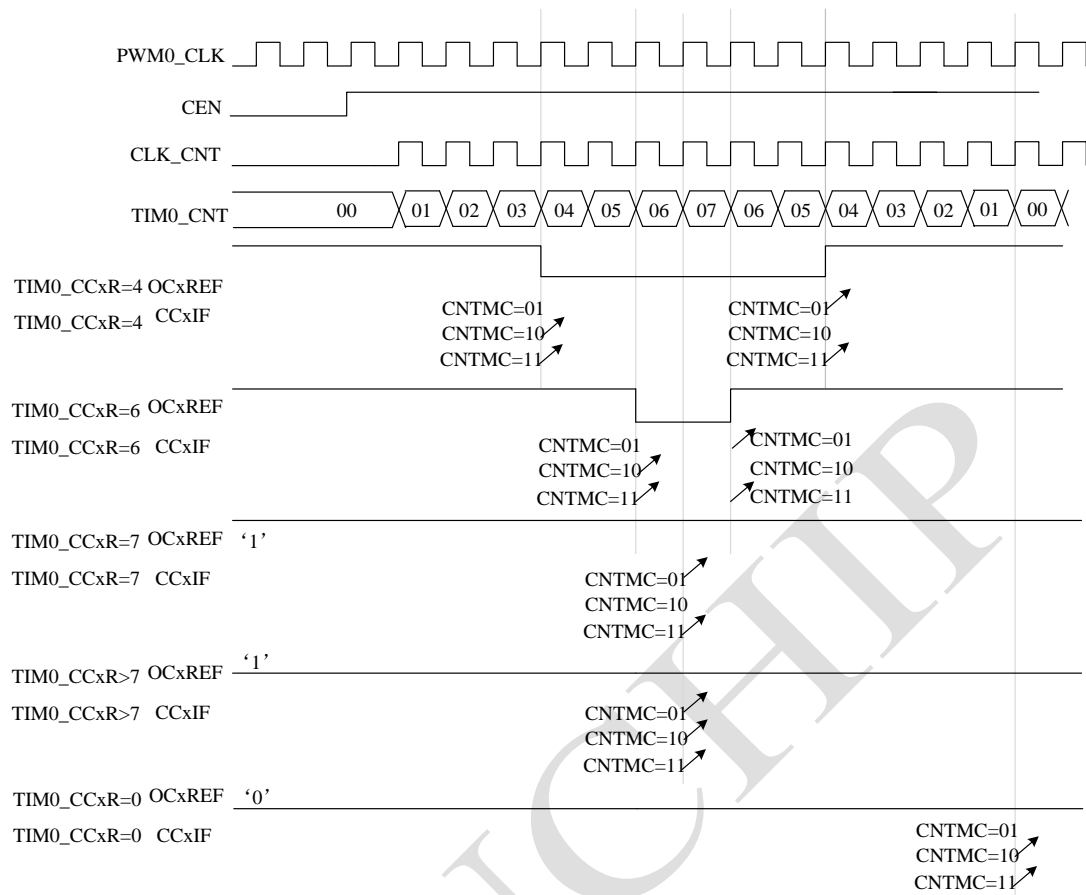 PWM0_CLK
CEN
CLK_CNT
TIM0_CNT 00 01 02 03 04 05 06 07 06 05 04 03 02 01 00
TIM0_CCxR=4 OCxREF
TIM0_CCxR=4 CCxIF
CNTMC=01 CNTMC=01
CNTMC=10 CNTMC=10
CNTMC=11 CNTMC=11
TIM0_CCxR=6 OCxREF
TIM0_CCxR=6 CCxIF
CNTMC=01 CNTMC=01
CNTMC=10 CNTMC=10
CNTMC=11 CNTMC=11
TIM0_CCxR=7 OCxREF ‘1’
TIM0_CCxR=7 CCxIF
CNTMC=01
CNTMC=10
CNTMC=11
TIM0_CCxR>7 OCxREF ‘1’
TIM0_CCxR>7 CCxIF
CNTMC=01
CNTMC=10
CNTMC=11
TIM0_CCxR=0 OCxREF ‘0’
TIM0_CCxR=0 CCxIF
CNTMC=01
CNTMC=10
CNTMC=11
CHIP